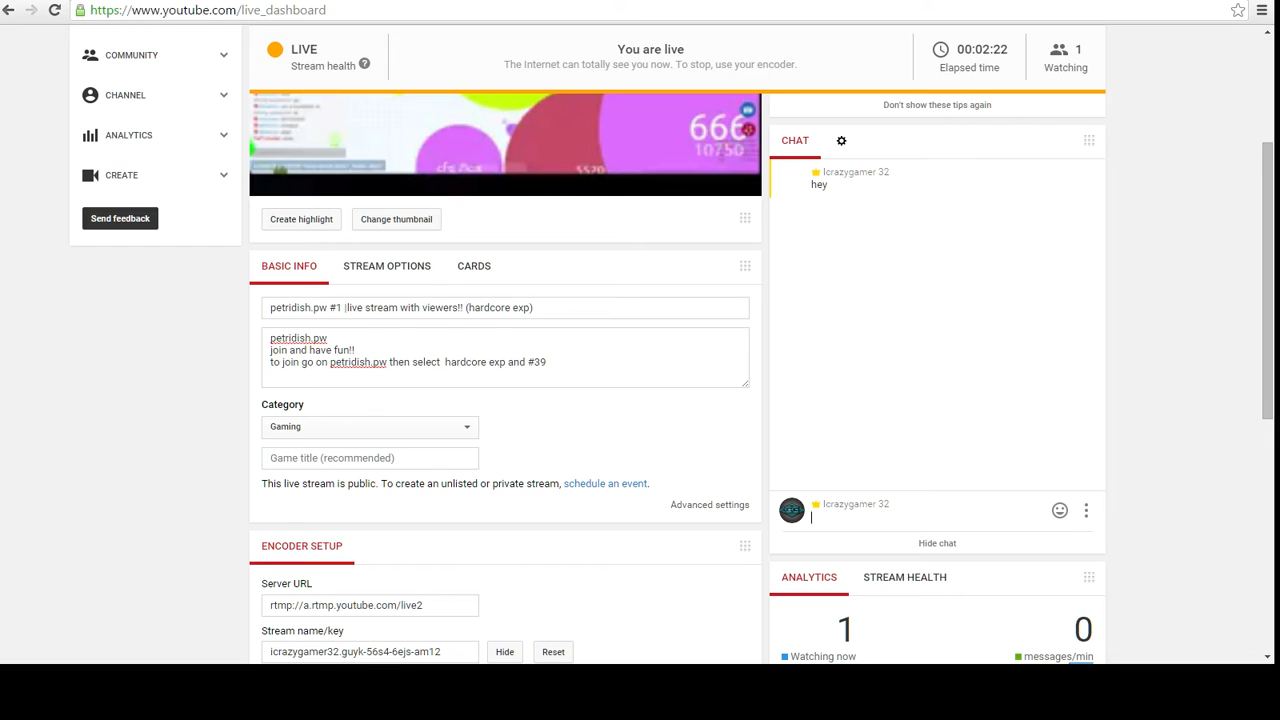 https://www.youtube.com/live_dashboard
COMMUNITY
CHANNEL
ANALYTICS
CREATE
Send feedback
LIVE
Stream health ?
You are live
The Internet can totally see you now. To stop, use your encoder.
00:02:22
Elapsed time
1
Watching
666
10750
5520
Create highlight
Change thumbnail
BASIC INFO
STREAM OPTIONS
CARDS
petridish.pw #1 |live stream with viewers!! (hardcore exp)
petridish.pw
join and have fun!!
to join go on petridish.pw then select hardcore exp and #39
Category
Gaming
Game title (recommended)
This live stream is public. To create an unlisted or private stream, schedule an event.
Advanced settings
ENCODER SETUP
Server URL
rtmp://a.rtmp.youtube.com/live2
Stream name/key
icrazygamer32.guyk-56s4-6ejs-am12
Hide
Reset
Don't show these tips again
CHAT
Icrazygamer 32
hey
Icrazygamer 32
Hide chat
ANALYTICS
STREAM HEALTH
1
Watching now
0
messages/min